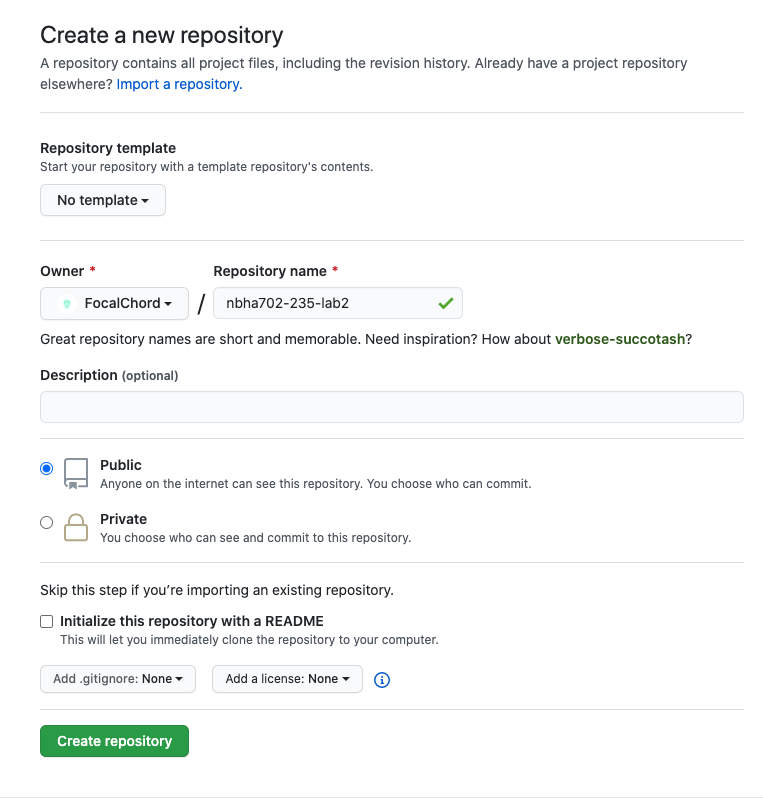 Create a new repository
A repository contains all project files, including the revision history. Already have a project repository
elsewhere? Import a repository.
Repository template
Start your repository with a template repository's contents.
No template
Owner *
Repository name *
FocalChord
/
nbha702-235-lab2
Great repository names are short and memorable. Need inspiration? How about verbose-succotash?
Description (optional)
Public
Anyone on the internet can see this repository. You choose who can commit.
Private
You choose who can see and commit to this repository.
Skip this step if you’re importing an existing repository.
Initialize this repository with a README
This will let you immediately clone the repository to your computer.
Add .gitignore: None
Add a license: None
Create repository